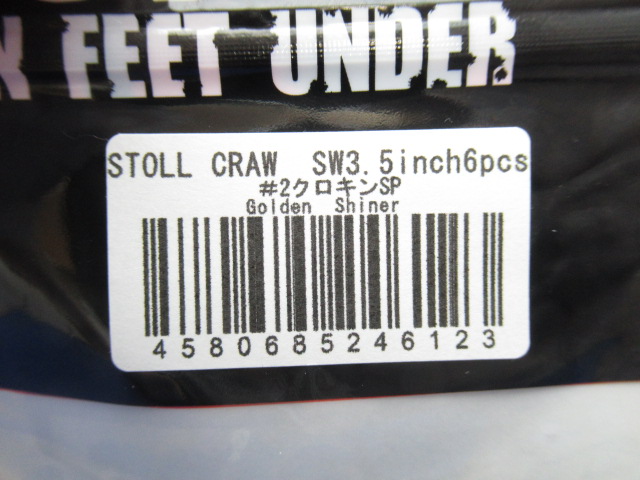 FEET UNDER
STOLL CRAW SW3.5inch6pcs
#2クロキンSP
Golden Shiner
4580685246123